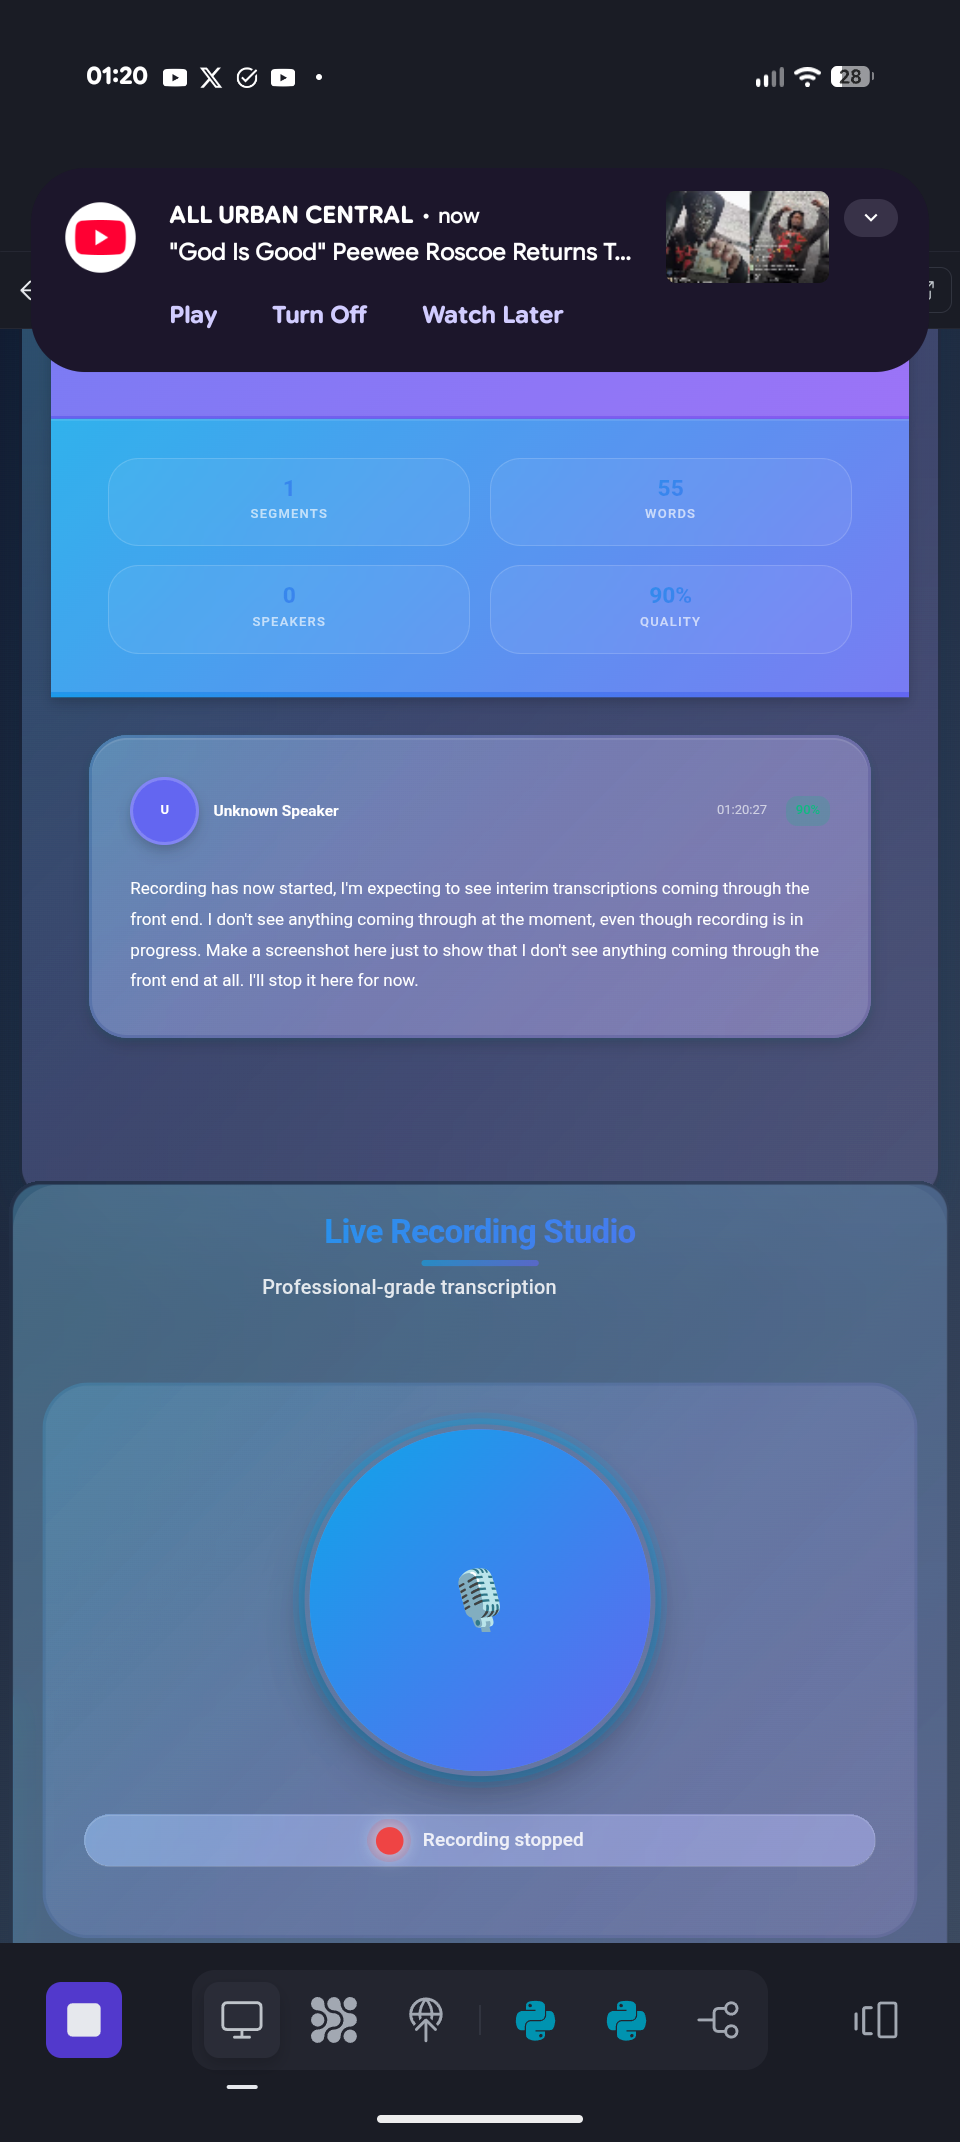 01:20
28
ALL URBAN CENTRAL • now
"God Is Good" Peewee Roscoe Returns T...
Play Turn Off Watch Later
1
SEGMENTS
55
WORDS
0
SPEAKERS
90%
QUALITY
U
Unknown Speaker
01:20:27
90%
Recording has now started, I'm expecting to see interim transcriptions coming through the
front end. I don't see anything coming through at the moment, even though recording is in
progress. Make a screenshot here just to show that I don't see anything coming through the
front end at all. I'll stop it here for now.
Live Recording Studio
Professional-grade transcription
Recording stopped